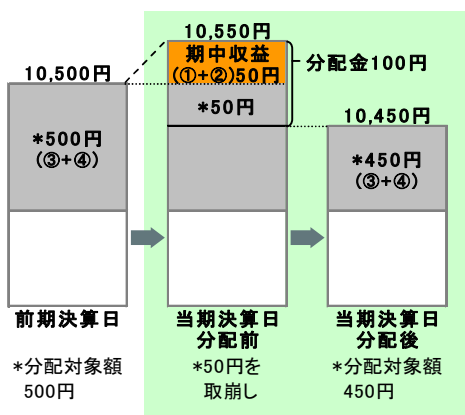 10,550円
期中収益
(①+②)50円
分配金100円
10,500円
*50円
10,450円
*500円
(③+④)
*450円
(③+④)
前期決算日
当期決算日
分配前
当期決算日
分配後
*分配対象額
500円
*50円を
取崩し
*分配対象額
450円